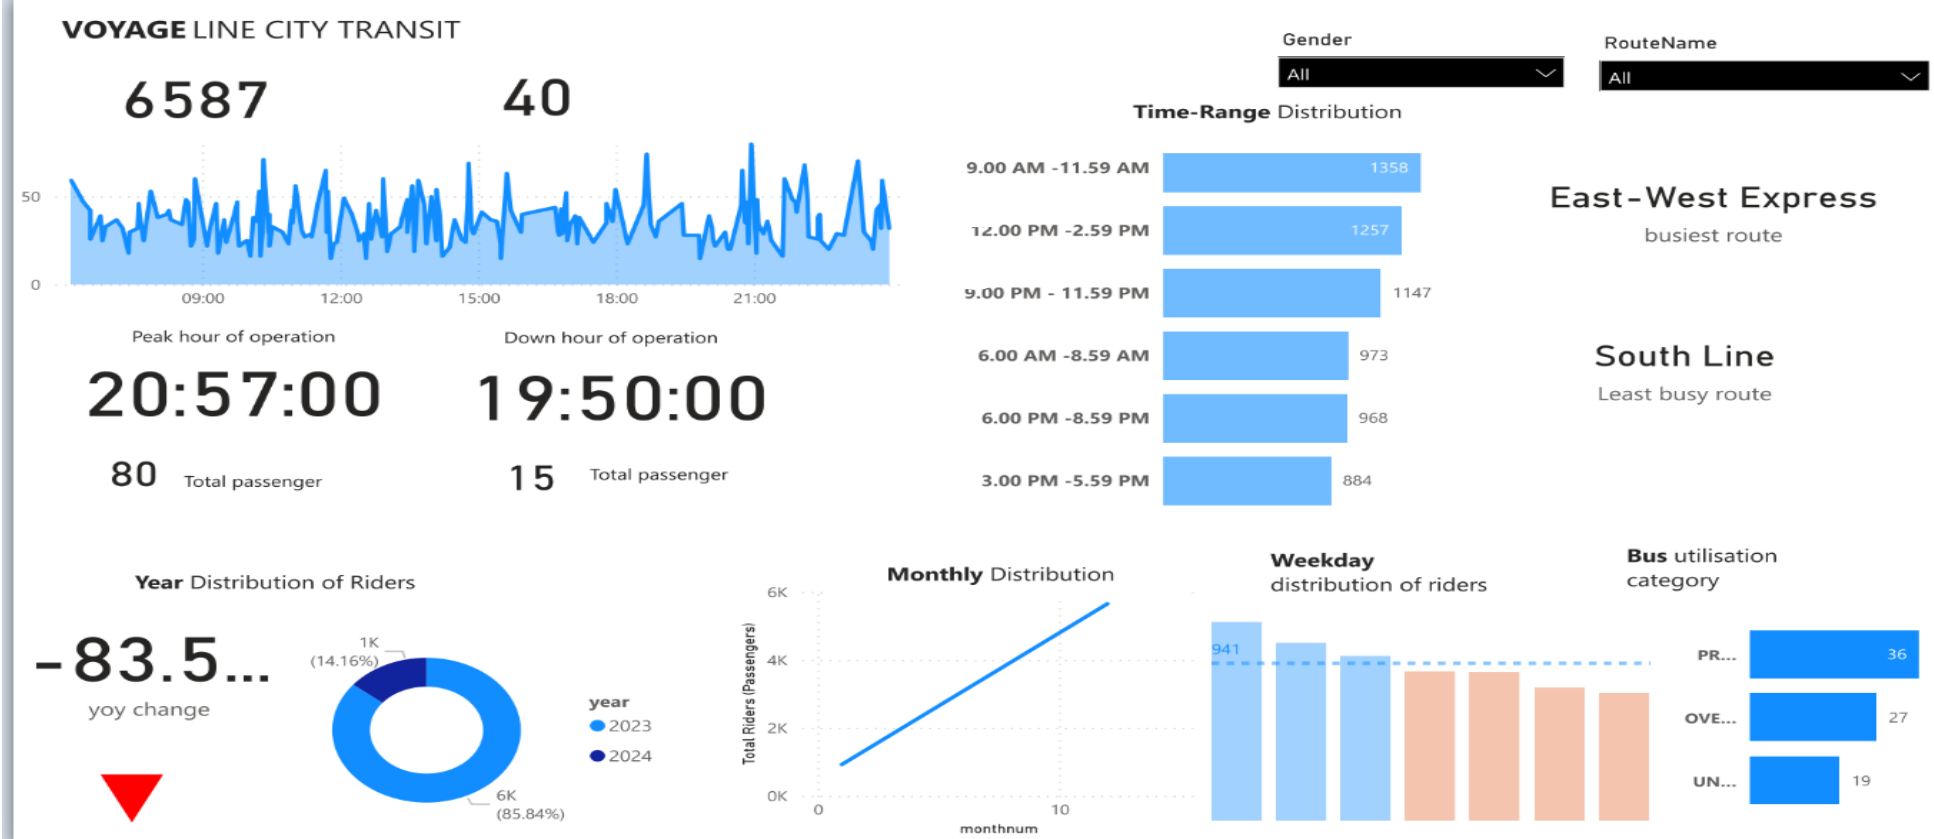 VOYAGE LINE CITY TRANSIT
6587
40
50
0
09:00
12:00
15:00
18:00
21:00
Peak hour of operation
Down hour of operation
20:57:00
19:50:00
80
Total passenger
15
Total passenger
Gender
All
RouteName
All
Time-Range Distribution
9.00 AM -11.59 AM
1358
12.00 PM -2.59 PM
1257
9.00 PM - 11.59 PM
1147
6.00 AM -8.59 AM
973
6.00 PM -8.59 PM
968
3.00 PM -5.59 PM
884
East-West Express
busiest route
South Line
Least busy route
Year Distribution of Riders
-83.5...
yoy change
1K
(14.16%)
6K
(85.84%)
year
2023
2024
Monthly Distribution
Total Riders (Passengers)
6K
4K
2K
0K
0
10
monthnum
Weekday
distribution of riders
941
Bus utilisation
category
PR...
36
OVE...
27
UN...
19